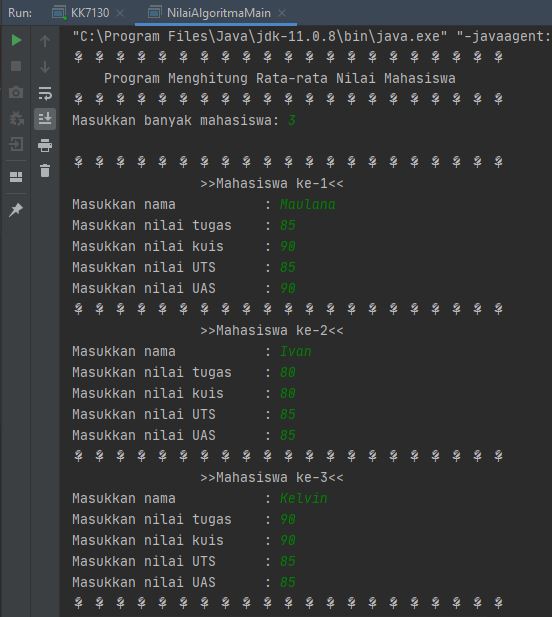 Run: KK7130 × NilaiAlgoritmaMain ×
"C:\Program Files\Java\jdk-11.0.8\bin\java.exe" "-javaagent:
Program Menghitung Rata-rata Nilai Mahasiswa
Masukkan banyak mahasiswa: 3
>>Mahasiswa ke-1<<
Masukkan nama : Maulana
Masukkan nilai tugas : 85
Masukkan nilai kuis : 90
Masukkan nilai UTS : 85
Masukkan nilai UAS : 90
>>Mahasiswa ke-2<<
Masukkan nama : Ivan
Masukkan nilai tugas : 80
Masukkan nilai kuis : 80
Masukkan nilai UTS : 85
Masukkan nilai UAS : 85
>>Mahasiswa ke-3<<
Masukkan nama : Kelvin
Masukkan nilai tugas : 90
Masukkan nilai kuis : 90
Masukkan nilai UTS : 85
Masukkan nilai UAS : 85